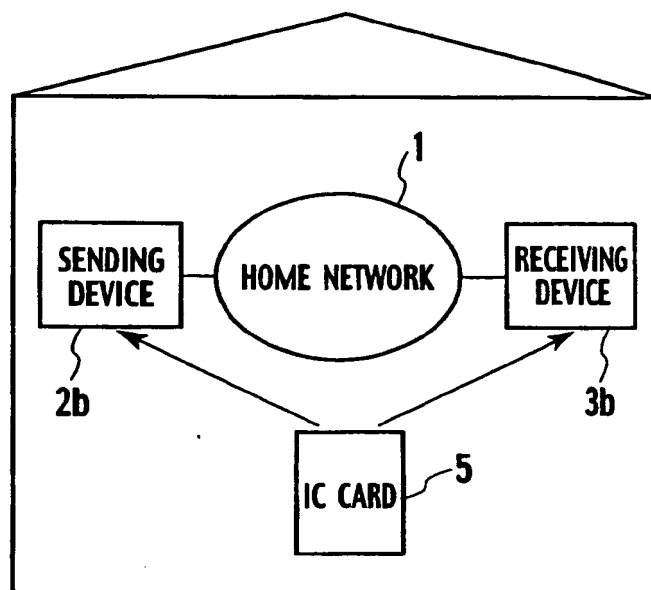 1
SENDING
DEVICE
HOME NETWORK
RECEIVING
DEVICE
2b
3b
IC CARD
5